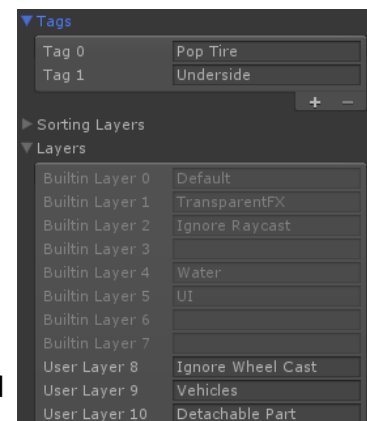 Tags
Tag 0 Pop Tire
Tag 1 Underside
+ −
Sorting Layers
Layers
Builtin Layer 0 Default
Builtin Layer 1 TransparentFX
Builtin Layer 2 Ignore Raycast
Builtin Layer 3
Builtin Layer 4 Water
Builtin Layer 5 UI
Builtin Layer 6
Builtin Layer 7
User Layer 8 Ignore Wheel Cast
User Layer 9 Vehicles
User Layer 10 Detachable Part